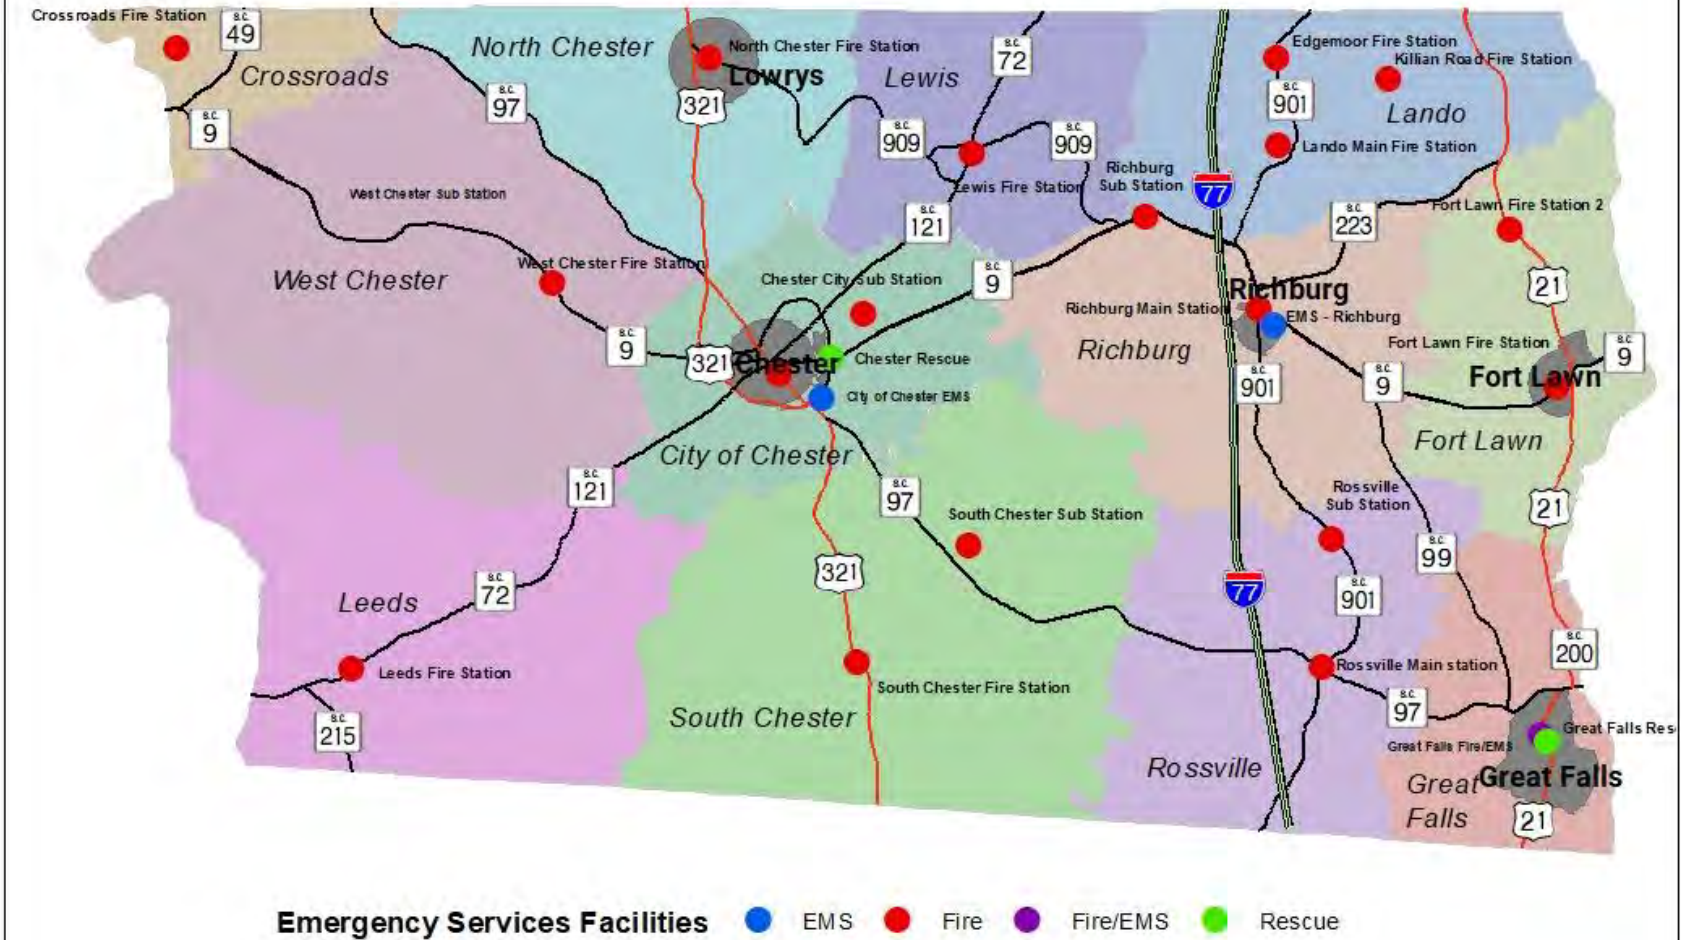 Crossroads Fire Station
S.C.
49
Crossroads
S.C.
9
North Chester
North Chester Fire Station
Lowrys
321
S.C.
97
Lewis
S.C.
72
S.C.
909
S.C.
909
Lewis Fire Station
S.C.
121
Edgemoor Fire Station
Killian Road Fire Station
S.C.
901
Lando
Lando Main Fire Station
Richburg
Sub Station
77
S.C.
223
Fort Lawn Fire Station 2
West Chester Sub Station
West Chester
West Chester Fire Station
S.C.
9
Chester City Sub Station
S.C.
9
321
Chester
Chester Rescue
City of Chester EMS
City of Chester
Richburg
Richburg Main Station
EMS - Richburg
Richburg
S.C.
901
S.C.
9
21
Fort Lawn Fire Station
S.C.
9
Fort Lawn
Fort Lawn
S.C.
121
S.C.
97
South Chester Sub Station
Rossville
Sub Station
21
S.C.
99
321
77
S.C.
901
S.C.
72
Leeds
Leeds Fire Station
S.C.
215
South Chester Fire Station
South Chester
Rossville Main station
S.C.
200
S.C.
97
Great Falls Res
Great Falls Fire/EMS
Rossville
Great Falls
Great
Falls
21
Emergency Services Facilities
EMS
Fire
Fire/EMS
Rescue